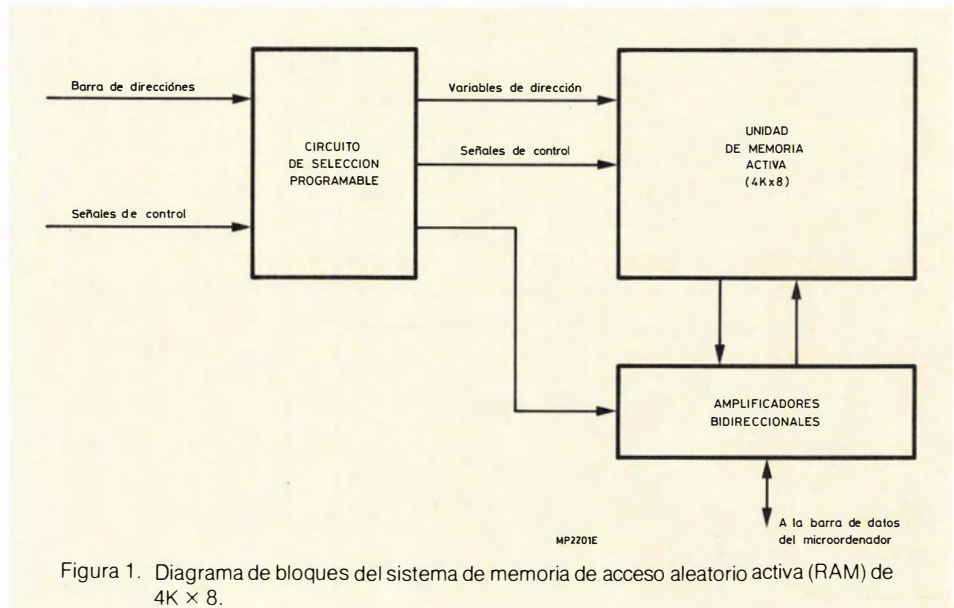 Barra de direcciónes
Señales de control
CIRCUITO
DE SELECCION
PROGRAMABLE
Variables de dirección
Señales de control
UNIDAD
DE MEMORIA
ACTIVA
(4Kx8)
AMPLIFICADORES
BIDIRECCIONALES
A la barra de datos
del microordenador
MP2201E
Figura 1. Diagrama de bloques del sistema de memoria de acceso aleatorio activa (RAM) de
4K × 8.